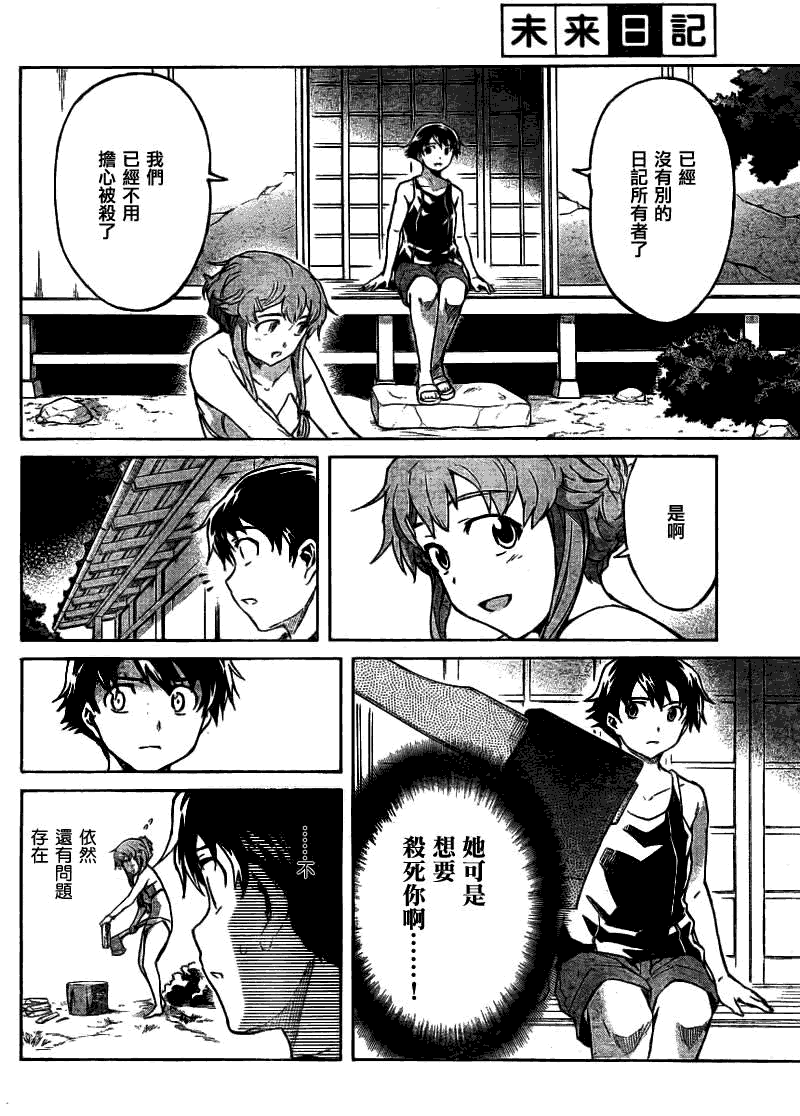 未来日記
已經
沒有別的
日記所有者了
我們
已經不用
擔心被殺了
是啊
她可是
想要
殺死你啊……！
……不
依然
還有問題
存在